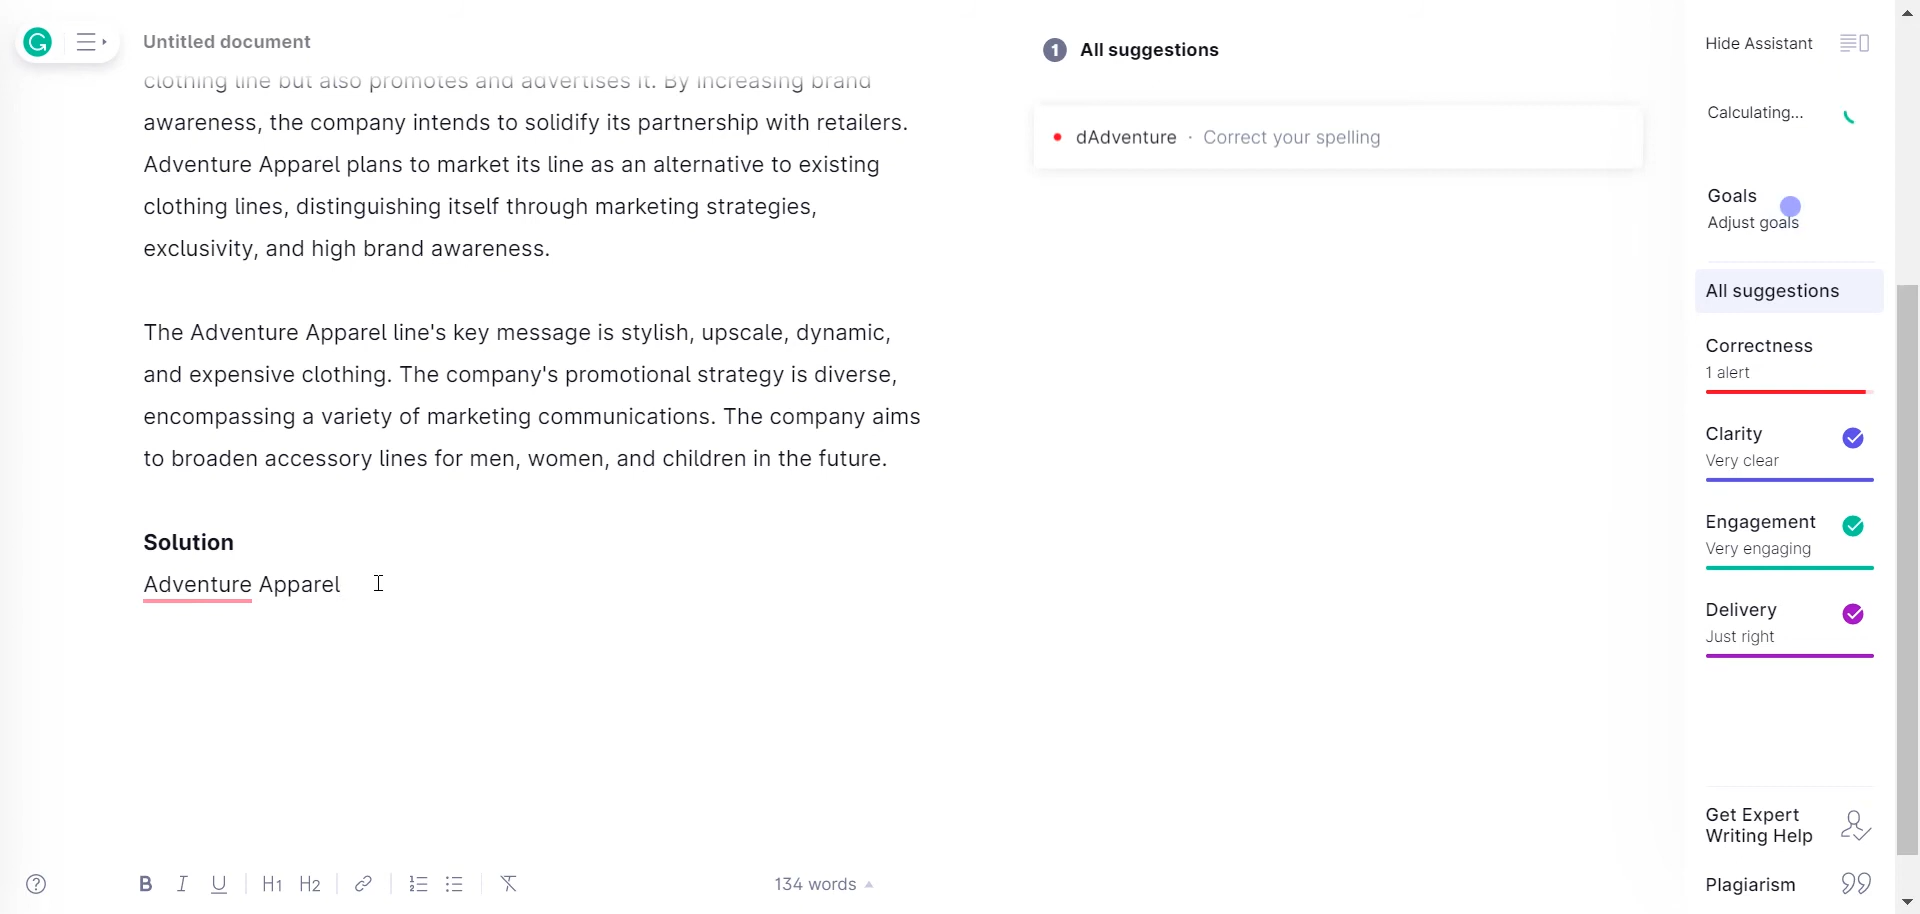 Untitled document
clothing line but also promotes and advertises it. By increasing brand
awareness, the company intends to solidify its partnership with retailers.
Adventure Apparel plans to market its line as an alternative to existing
clothing lines, distinguishing itself through marketing strategies,
exclusivity, and high brand awareness.
The Adventure Apparel line's key message is stylish, upscale, dynamic,
and expensive clothing. The company's promotional strategy is diverse,
encompassing a variety of marketing communications. The company aims
to broaden accessory lines for men, women, and children in the future.
Solution
Adventure Apparel
B I U H1 H2
134 words
1 All suggestions
dAdventure · Correct your spelling
Hide Assistant
Calculating...
Goals
Adjust goals
All suggestions
Correctness
1 alert
Clarity
Very clear
Engagement
Very engaging
Delivery
Just right
Get Expert
Writing Help
Plagiarism